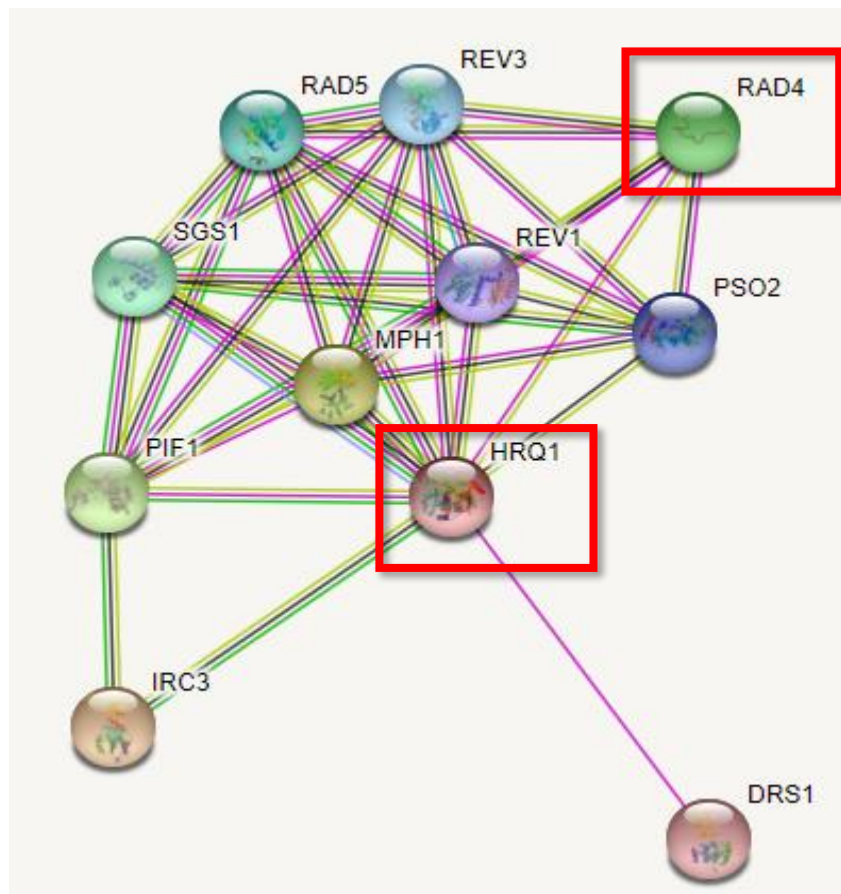 REV3
RAD5
RAD4
SGS1
REV1
PSO2
MPH1
PIF1
HRQ1
IRC3
DRS1